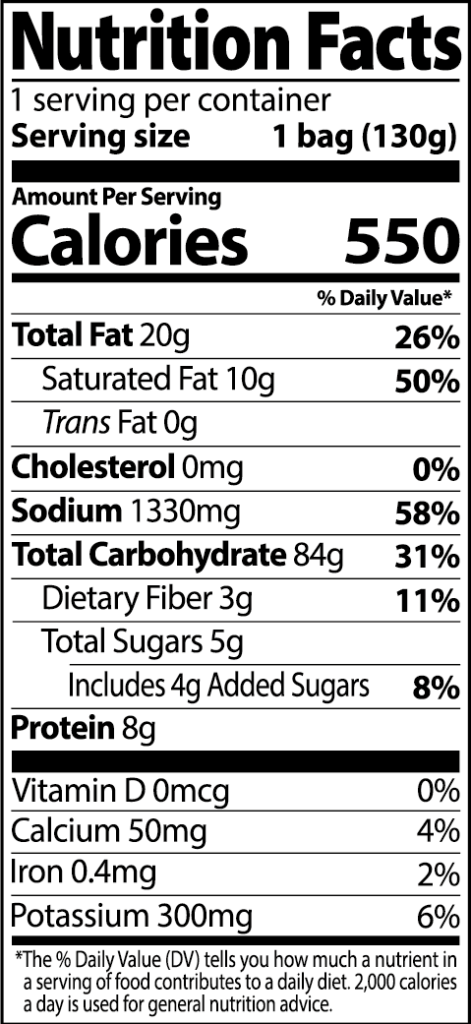 Nutrition Facts
1 serving per container
Serving size 1 bag (130g)
Amount Per Serving
Calories 550
% Daily Value*
Total Fat 20g 26%
Saturated Fat 10g 50%
Trans Fat 0g
Cholesterol 0mg 0%
Sodium 1330mg 58%
Total Carbohydrate 84g 31%
Dietary Fiber 3g 11%
Total Sugars 5g
Includes 4g Added Sugars 8%
Protein 8g
Vitamin D 0mcg 0%
Calcium 50mg 4%
Iron 0.4mg 2%
Potassium 300mg 6%
*The % Daily Value (DV) tells you how much a nutrient in
a serving of food contributes to a daily diet. 2,000 calories
a day is used for general nutrition advice.